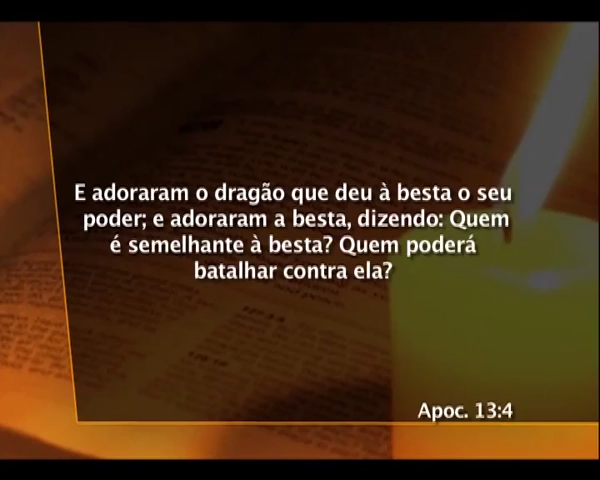 E adoraram o dragão que deu à besta o seu
poder; e adoraram a besta, dizendo: Quem
é semelhante à besta? Quem poderá
batalhar contra ela?
Apoc. 13:4